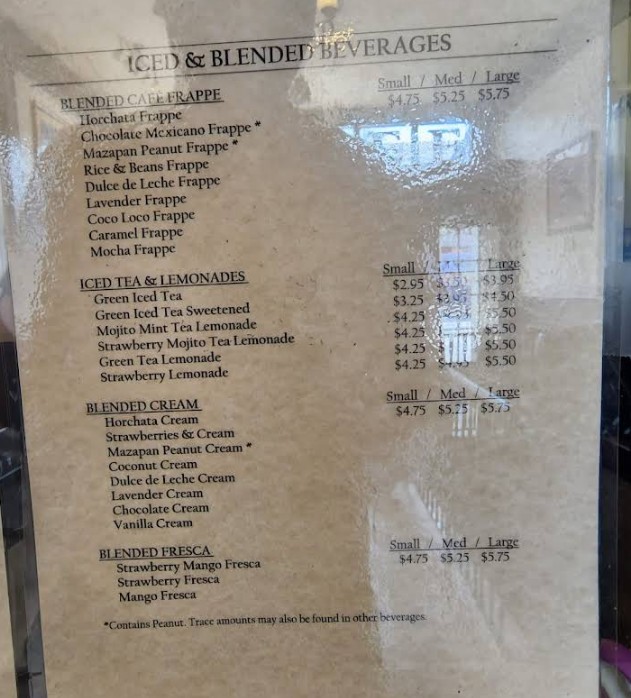 ICED & BLENDED BEVERAGES
BLENDED CAFE FRAPPE Small / Med / Large
$4.75 $5.25 $5.75
Horchata Frappe
Chocolate Mexicano Frappe *
Mazapan Peanut Frappe *
Rice & Beans Frappe
Dulce de Leche Frappe
Lavender Frappe
Coco Loco Frappe
Caramel Frappe
Mocha Frappe
ICED TEA & LEMONADES Small / / Large
Green Iced Tea $2.95 $3.50 $3.95
Green Iced Tea Sweetened $3.25 $3.95 $4.50
Mojito Mint Tea Lemonade $4.25 $5.50
Strawberry Mojito Tea Lemonade $4.25 $5.50
Green Tea Lemonade $4.25 $5.50
Strawberry Lemonade $4.25 $4.95 $5.50
BLENDED CREAM Small / Med / Large
$4.75 $5.25 $5.75
Horchata Cream
Strawberries & Cream
Mazapan Peanut Cream *
Coconut Cream
Dulce de Leche Cream
Lavender Cream
Chocolate Cream
Vanilla Cream
BLENDED FRESCA Small / Med / Large
$4.75 $5.25 $5.75
Strawberry Mango Fresca
Strawberry Fresca
Mango Fresca
*Contains Peanut. Trace amounts may also be found in other beverages.